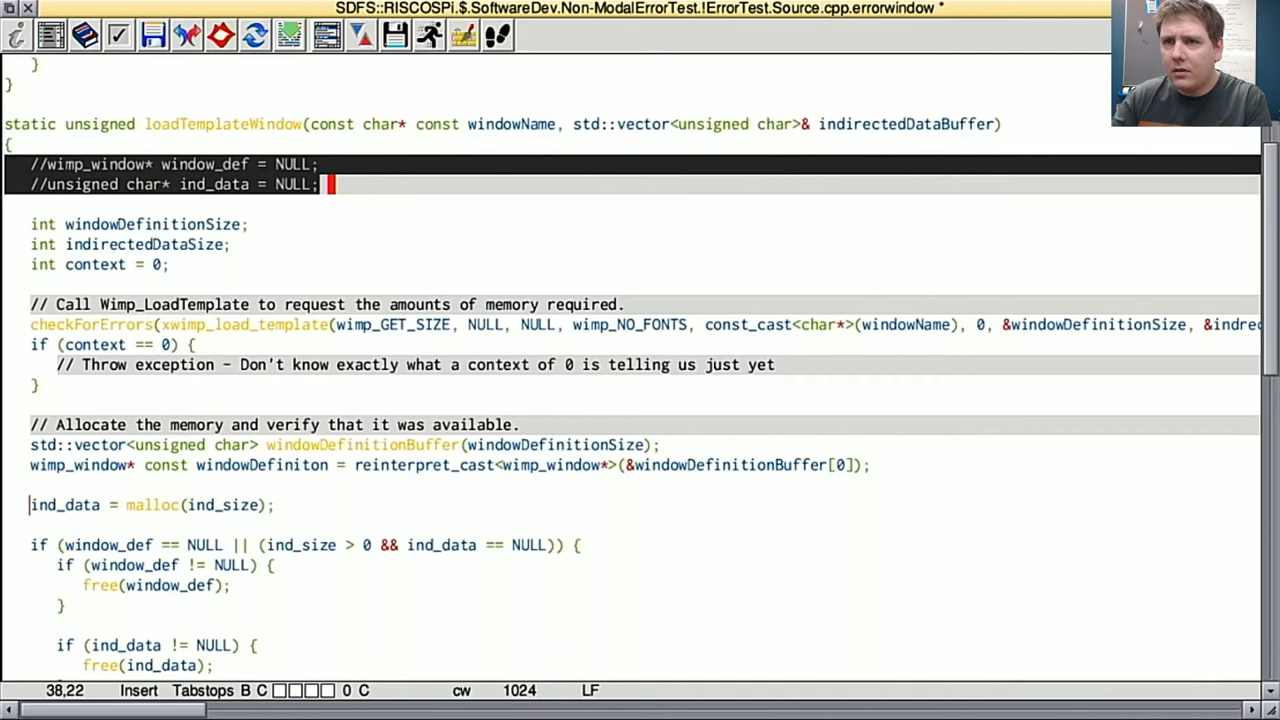 SDFS::RISCOSPi.$.SoftwareDev.Non-ModalErrorTest.!ErrorTest.Source.cpp.errorwindow *
}
}
static unsigned loadTemplateWindow(const char* const windowName, std::vector<unsigned char>& indirectedDataBuffer)
{
//wimp_window* window_def = NULL;
//unsigned char* ind_data = NULL;
int windowDefinitionSize;
int indirectedDataSize;
int context = 0;
// Call Wimp_LoadTemplate to request the amounts of memory required.
checkForErrors(xwimp_load_template(wimp_GET_SIZE, NULL, NULL, wimp_NO_FONTS, const_cast<char*>(windowName), 0, &windowDefinitionSize, &indirec
if (context == 0) {
// Throw exception - Don't know exactly what a context of 0 is telling us just yet
}
// Allocate the memory and verify that it was available.
std::vector<unsigned char> windowDefinitionBuffer(windowDefinitionSize);
wimp_window* const windowDefiniton = reinterpret_cast<wimp_window*>(&windowDefinitionBuffer[0]);
ind_data = malloc(ind_size);
if (window_def == NULL || (ind_size > 0 && ind_data == NULL)) {
if (window_def != NULL) {
free(window_def);
}
if (ind_data != NULL) {
free(ind_data);
38,22 Insert Tabstops B C 0 C cw 1024 LF